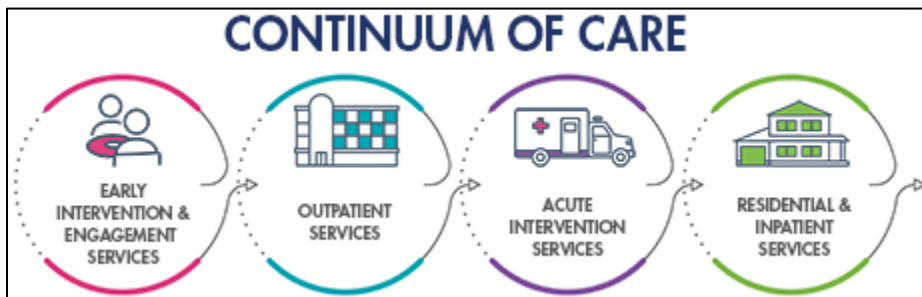 CONTINUUM OF CARE
EARLY
INTERVENTION &
ENGAGEMENT
SERVICES
OUTPATIENT
SERVICES
ACUTE
INTERVENTION
SERVICES
RESIDENTIAL &
INPATIENT
SERVICES